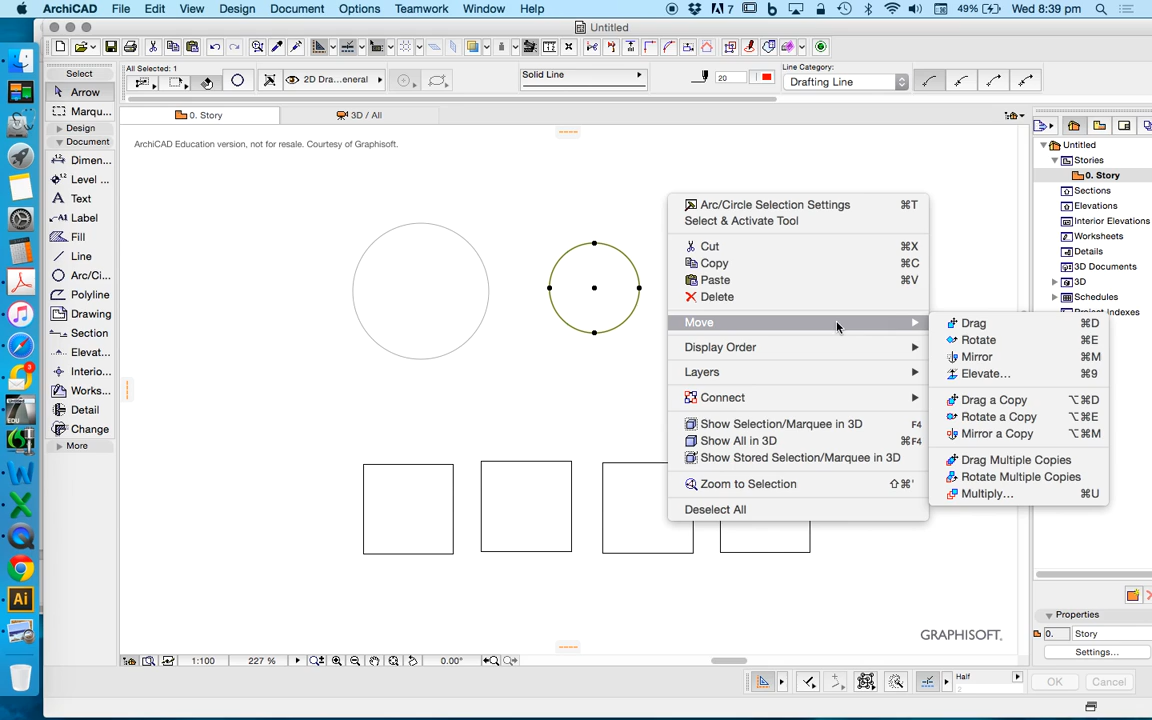 ArchiCAD File Edit View Design Document Options Teamwork Window Help 7 49% Wed 8:39 pm
Untitled
Select
All Selected: 1
Arrow
2D Dra...eneral
Solid Line
20
Line Category:
Drafting Line
Marqu...
Design
Document
Dimen...
Level ...
Text
Label
Fill
Line
Arc/Ci...
Polyline
Drawing
Section
Elevat...
Interio...
Works...
Detail
Change
More
0. Story
3D / All
ArchiCAD Education version, not for resale. Courtesy of Graphisoft.
Arc/Circle Selection Settings ⌘T
Select & Activate Tool
Cut ⌘X
Copy ⌘C
Paste ⌘V
Delete
Move
Display Order
Layers
Connect
Show Selection/Marquee in 3D F4
Show All in 3D ⌘F4
Show Stored Selection/Marquee in 3D
Zoom to Selection ⇧⌘'
Deselect All
Drag ⌘D
Rotate ⌘E
Mirror ⌘M
Elevate... ⌘9
Drag a Copy ⌥⌘D
Rotate a Copy ⌥⌘E
Mirror a Copy ⌥⌘M
Drag Multiple Copies
Rotate Multiple Copies
Multiply... ⌘U
Untitled
Stories
0. Story
Sections
Elevations
Interior Elevations
Worksheets
Details
3D Documents
3D
Schedules
Project Indexes
Properties
0. Story
Settings...
GRAPHISOFT.
1:100 227 % 0.00°
Half
2
OK Cancel
3
EDU
Ai